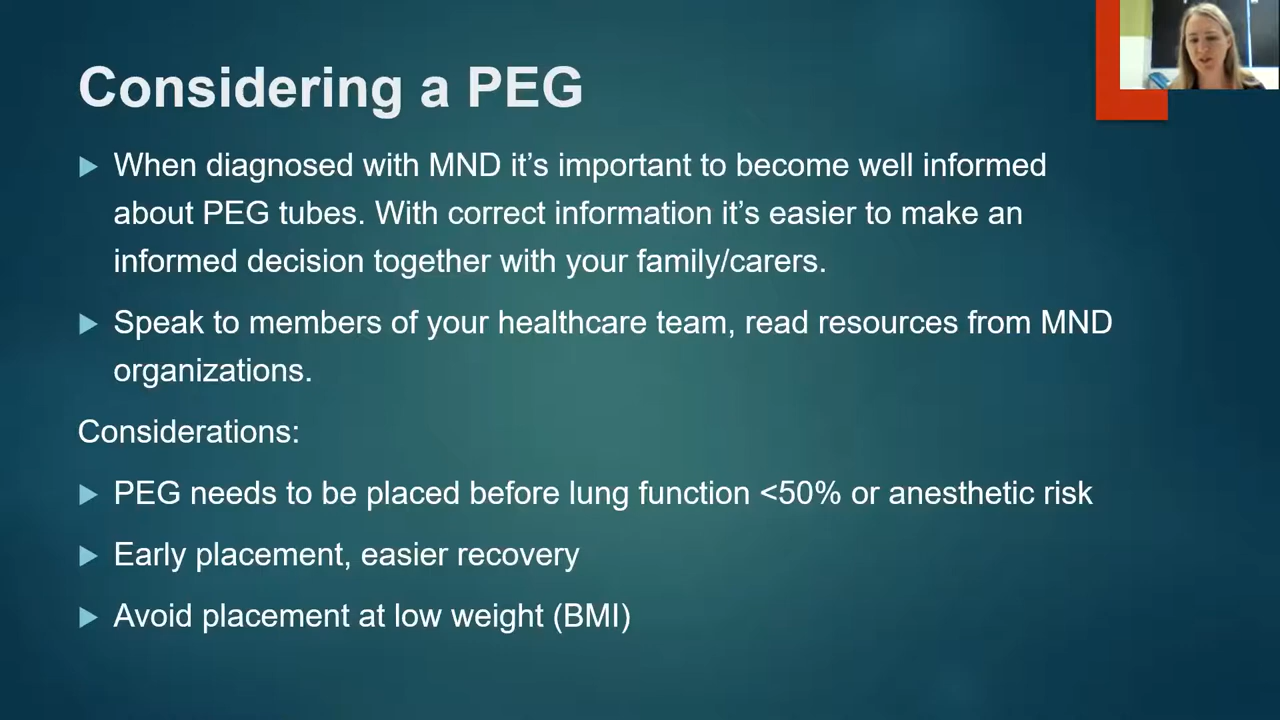 Considering a PEG
When diagnosed with MND it’s important to become well informed
about PEG tubes. With correct information it’s easier to make an
informed decision together with your family/carers.
Speak to members of your healthcare team, read resources from MND
organizations.
Considerations:
PEG needs to be placed before lung function <50% or anesthetic risk
Early placement, easier recovery
Avoid placement at low weight (BMI)